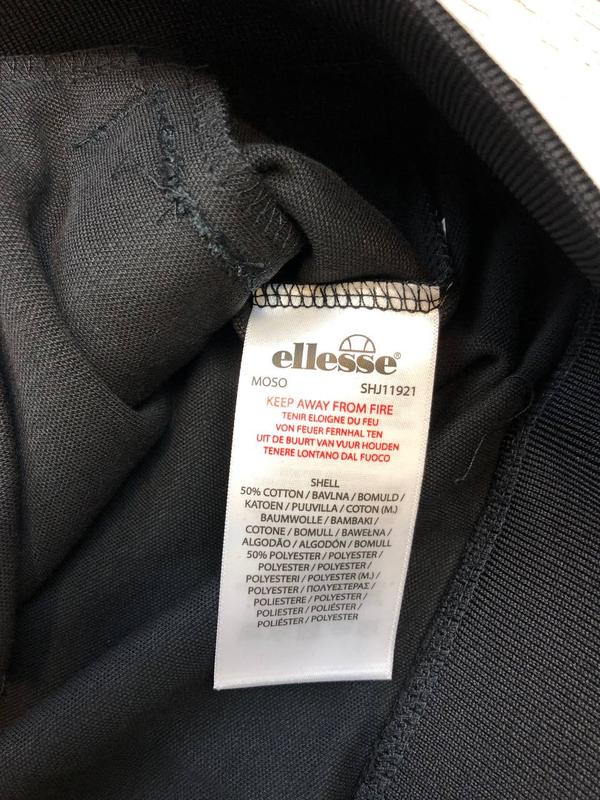 ellesse®
MOSO SHJ11921
KEEP AWAY FROM FIRE
TENIR ELOIGNE DU FEU
VON FEUER FERNHAL TEN
UIT DE BUURT VAN VUUR HOUDEN
TENERE LONTANO DAL FUOCO
SHELL
50% COTTON / BAVLNA / BOMULD /
KATOEN / PUUVILLA / COTON (M.)
BAUMWOLLE / BAMBAKI /
COTONE / BOMULL / BAWEŁNA /
ALGODÃO / ALGODÓN / BOMULL
50% POLYESTER / POLYESTER /
POLYESTER / POLYESTER /
POLYESTERI / POLYESTER (M.) /
POLYESTER / ΠΟΛΥΕΣΤΕΡΑΣ /
POLIESTERE / POLYESTER /
POLIESTER / POLIÉSTER /
POLIÉSTER / POLYESTER